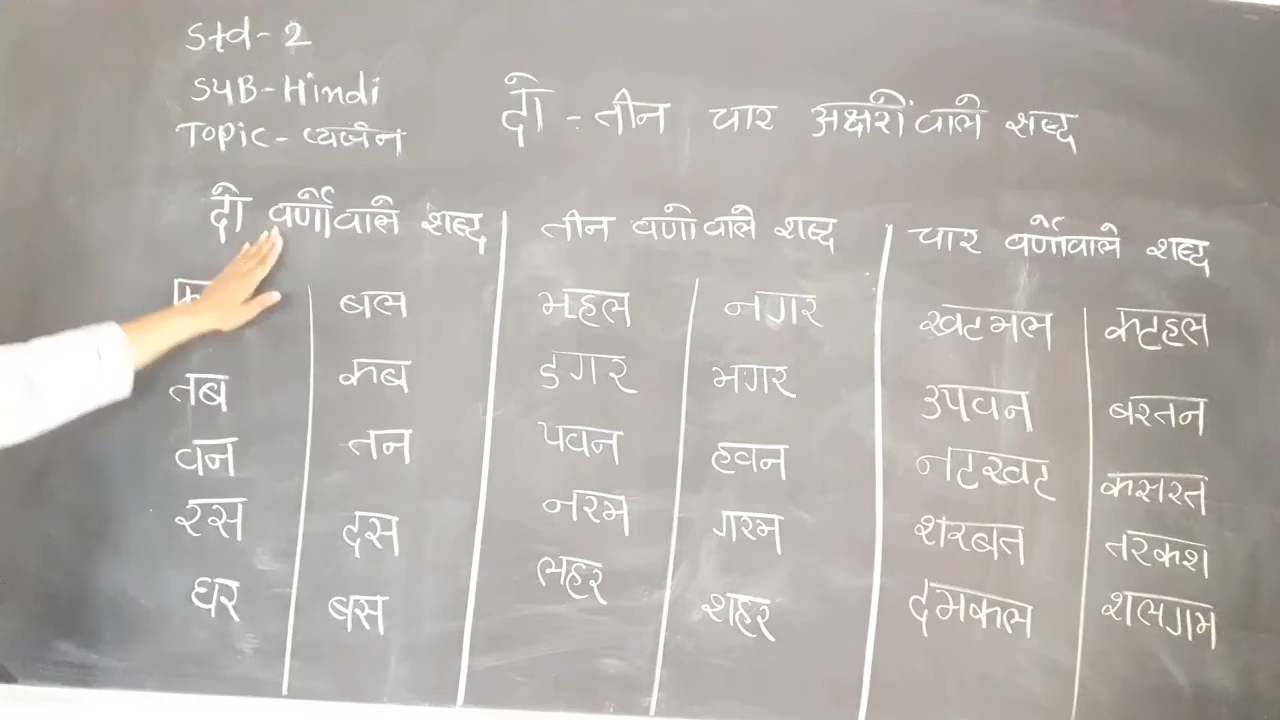 Std-2
SUB-Hindi
Topic-व्यजंन
दो - तीन चार अक्षरोंवाले शब्द
दो वर्णोंवाले शब्द
बल
तब कब
वन तन
रस दस
घर बस
तीन वर्णोवाले शब्द
महल नगर
डगर मगर
पवन हवन
नरम गरम
लहर शहर
चार वर्णोंवाले शब्द
खटमल कटहल
उपवन बरतन
नटखट कसरत
शरबत तरकश
दमकल शलगम